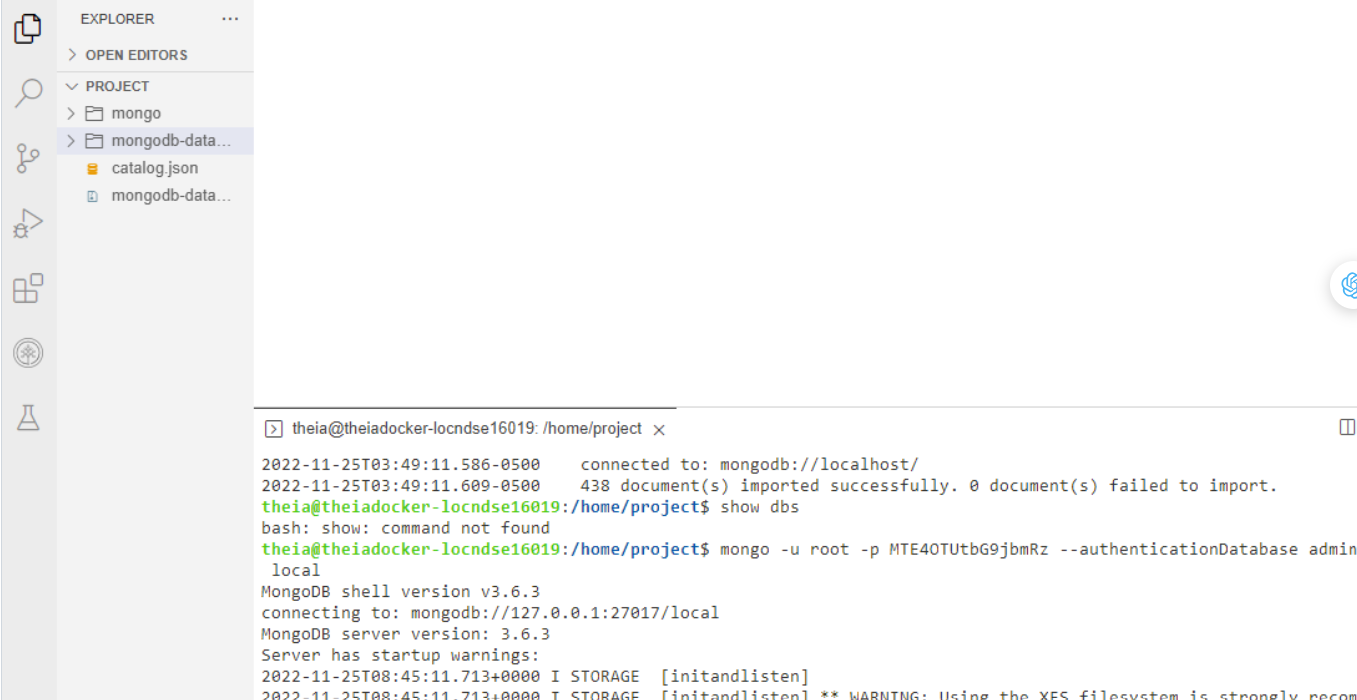 EXPLORER
OPEN EDITORS
PROJECT
mongo
mongodb-data...
catalog.json
mongodb-data...
theia@theiadocker-locndse16019: /home/project
2022-11-25T03:49:11.586-0500    connected to: mongodb://localhost/
2022-11-25T03:49:11.609-0500    438 document(s) imported successfully. 0 document(s) failed to import.
theia@theiadocker-locndse16019:/home/project$ show dbs
bash: show: command not found
theia@theiadocker-locndse16019:/home/project$ mongo -u root -p MTE4OTUtbG9jbmRz --authenticationDatabase admin
local
MongoDB shell version v3.6.3
connecting to: mongodb://127.0.0.1:27017/local
MongoDB server version: 3.6.3
Server has startup warnings:
2022-11-25T08:45:11.713+0000 I STORAGE  [initandlisten]
2022-11-25T08:45:11.713+0000 I STORAGE  [initandlisten] ** WARNING: Using the XFS filesystem is strongly recom